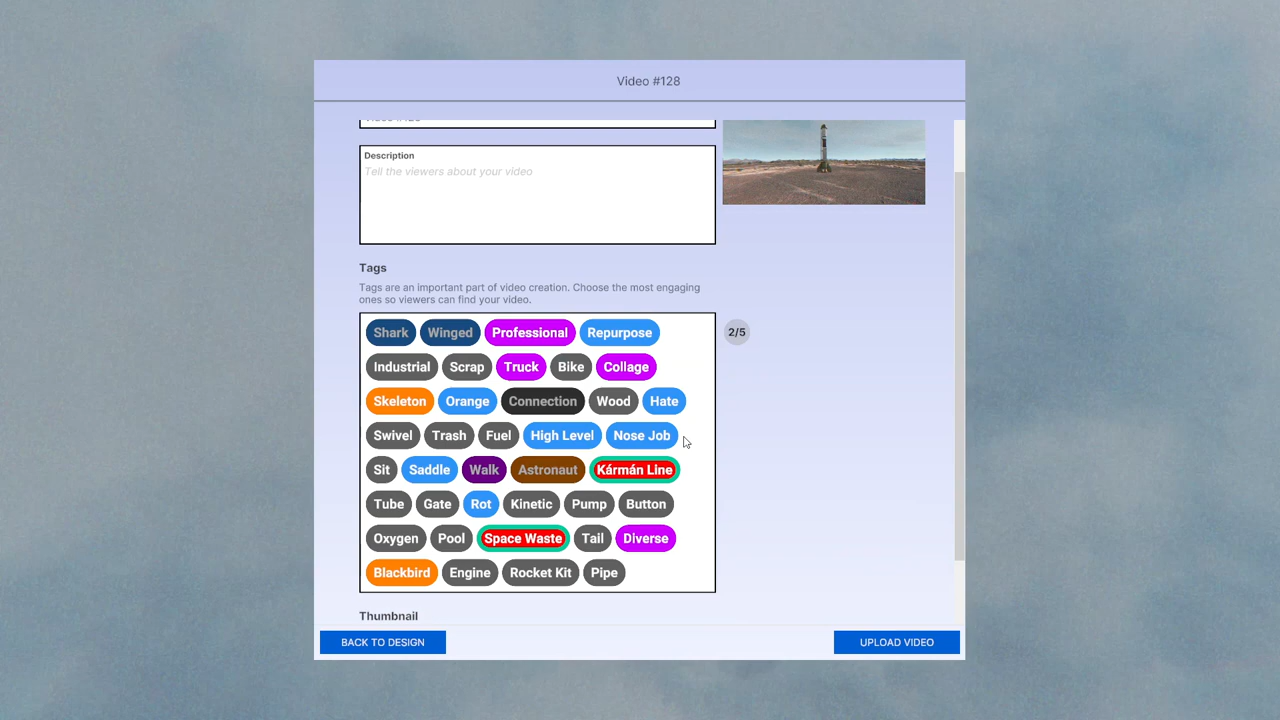 Video #128
Video #128
Description
Tell the viewers about your video
Tags
Tags are an important part of video creation. Choose the most engaging
ones so viewers can find your video.
Shark Winged Professional Repurpose
2/5
Industrial Scrap Truck Bike Collage
Skeleton Orange Connection Wood Hate
Swivel Trash Fuel High Level Nose Job
Sit Saddle Walk Astronaut Kármán Line
Tube Gate Rot Kinetic Pump Button
Oxygen Pool Space Waste Tail Diverse
Blackbird Engine Rocket Kit Pipe
Thumbnail
BACK TO DESIGN UPLOAD VIDEO